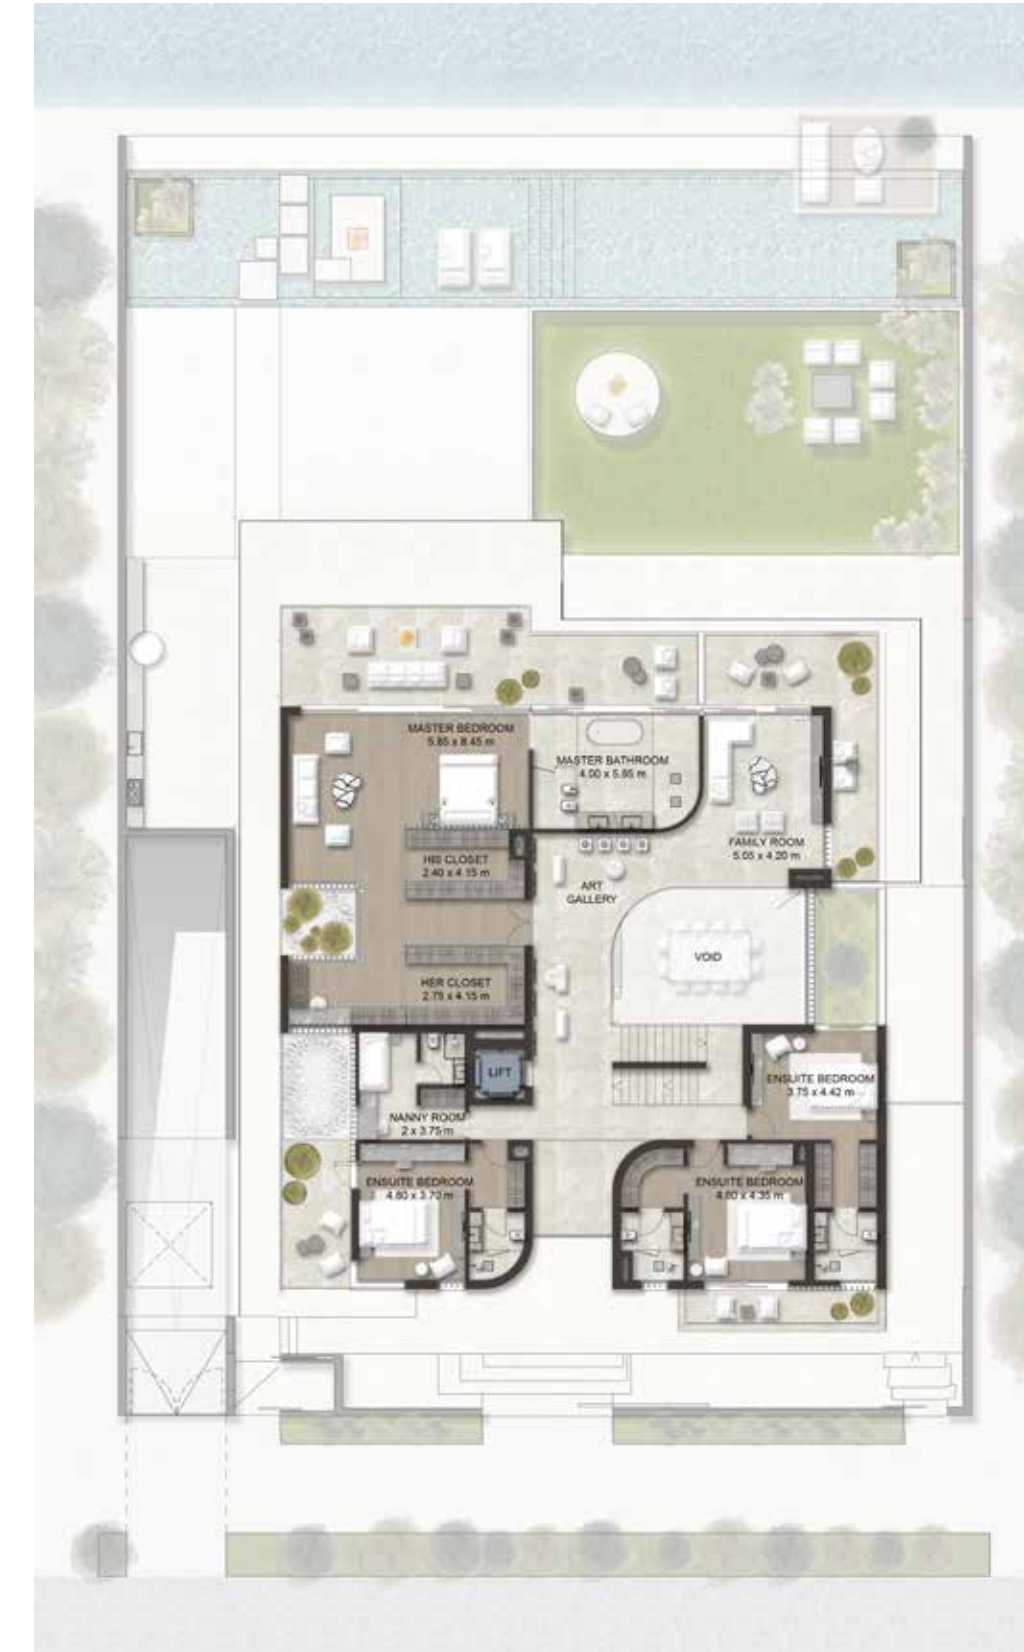 MASTER BEDROOM
5.85 x 8.45 m
MASTER BATHROOM
4.00 x 5.85 m
FAMILY ROOM
5.05 x 4.20 m
HIS CLOSET
2.40 x 4.15 m
ART
GALLERY
VOID
HER CLOSET
2.75 x 4.15 m
LIFT
ENSUITE BEDROOM
3.75 x 4.42 m
NANNY ROOM
2 x 3.75 m
ENSUITE BEDROOM
4.60 x 3.70 m
ENSUITE BEDROOM
4.60 x 4.35 m